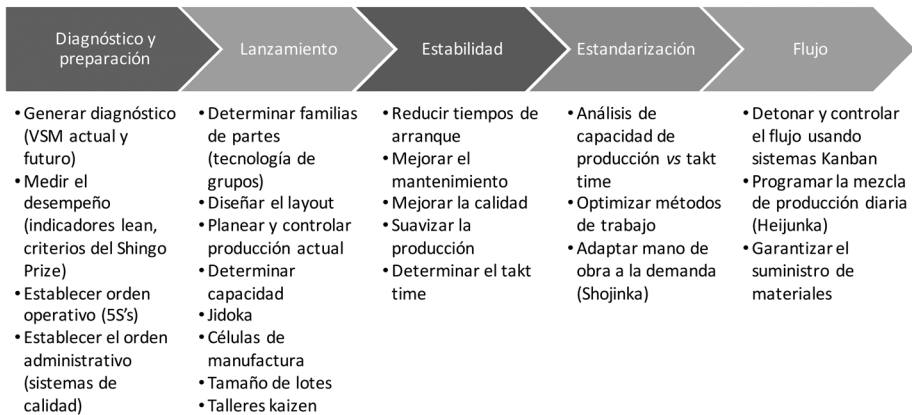 Diagnóstico y
preparación
Lanzamiento
Estabilidad
Estandarización
Flujo
• Generar diagnóstico
(VSM actual y
futuro)
• Medir el
desempeño
(indicadores lean,
criterios del Shingo
Prize)
• Establecer orden
operativo (5S’s)
• Establecer el orden
administrativo
(sistemas de
calidad)
• Determinar familias
de partes
(tecnología de
grupos)
• Diseñar el layout
• Planear y controlar
producción actual
• Determinar
capacidad
• Jidoka
• Células de
manufactura
• Tamaño de lotes
• Talleres kaizen
• Reducir tiempos de
arranque
• Mejorar el
mantenimiento
• Mejorar la calidad
• Suavizar la
producción
• Determinar el takt
time
• Análisis de
capacidad de
producción vs takt
time
• Optimizar métodos
de trabajo
• Adaptar mano de
obra a la demanda
(Shojinka)
• Detonar y controlar
el flujo usando
sistemas Kanban
• Programar la mezcla
de producción diaria
(Heijunka)
• Garantizar el
suministro de
materiales